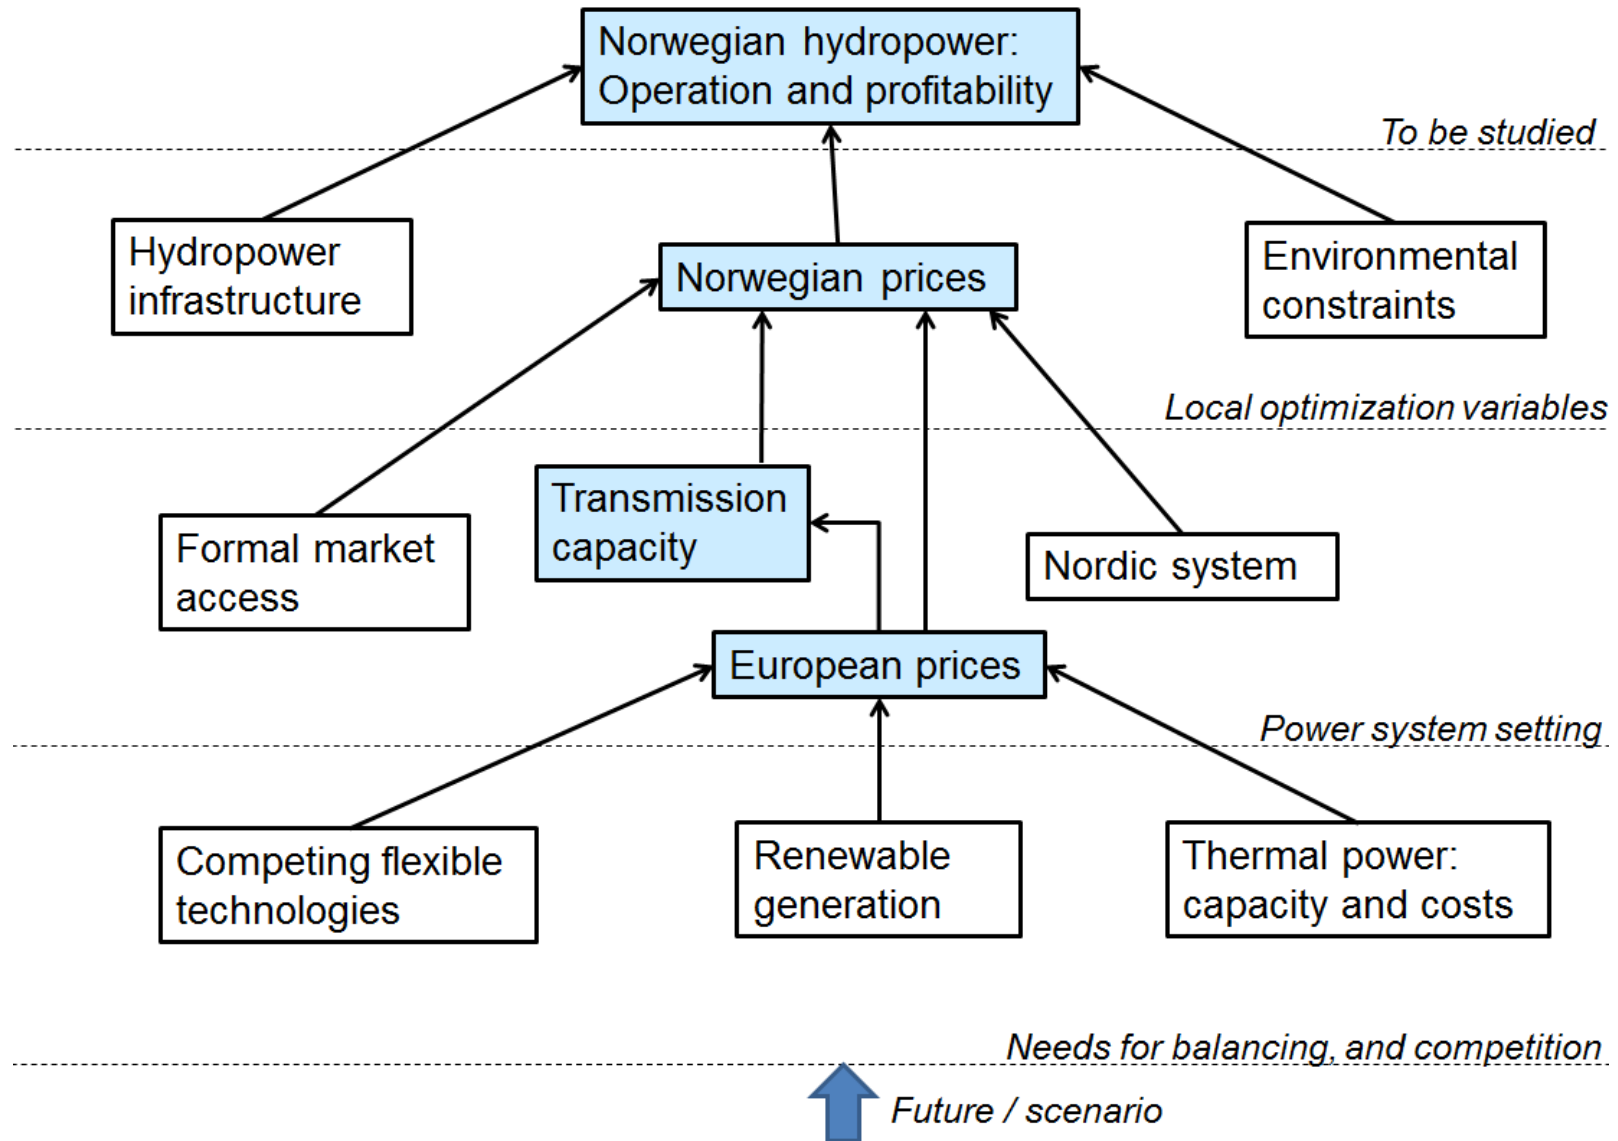 Norwegian hydropower:
Operation and profitability
To be studied
Hydropower
infrastructure
Norwegian prices
Environmental
constraints
Local optimization variables
Transmission
capacity
Formal market
access
Nordic system
European prices
Power system setting
Competing flexible
technologies
Renewable
generation
Thermal power:
capacity and costs
Needs for balancing, and competition
Future / scenario